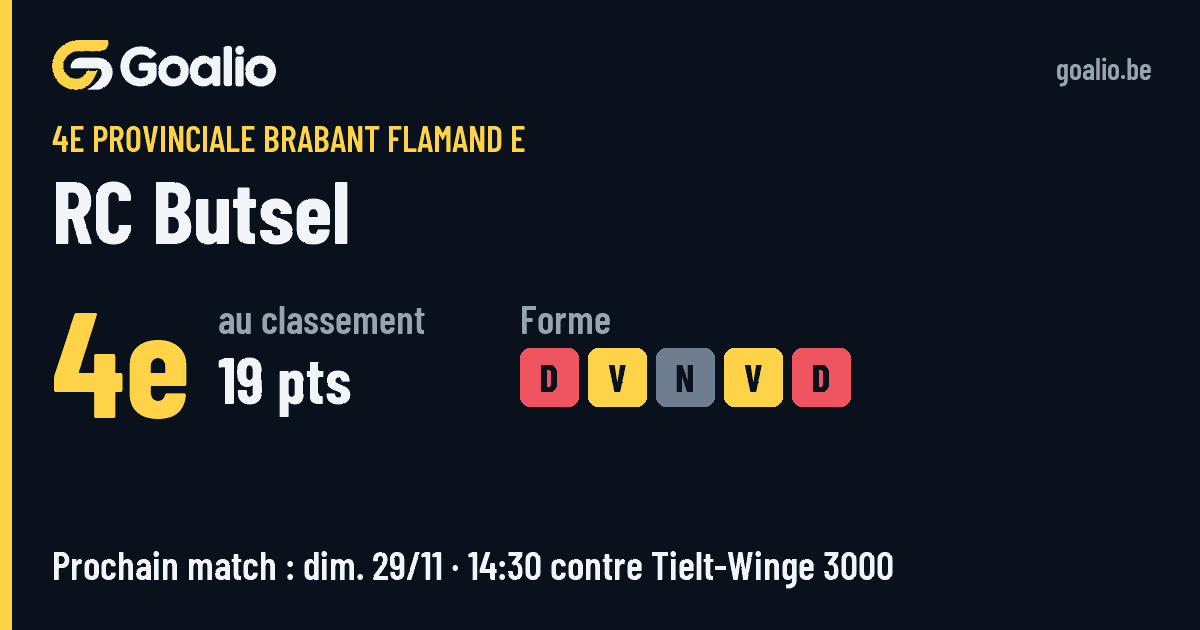 Goalio
goalio.be
4E PROVINCIALE BRABANT FLAMAND E
RC Butsel
4e
au classement
19 pts
Forme
D V N V D
Prochain match : dim. 29/11 · 14:30 contre Tielt-Winge 3000